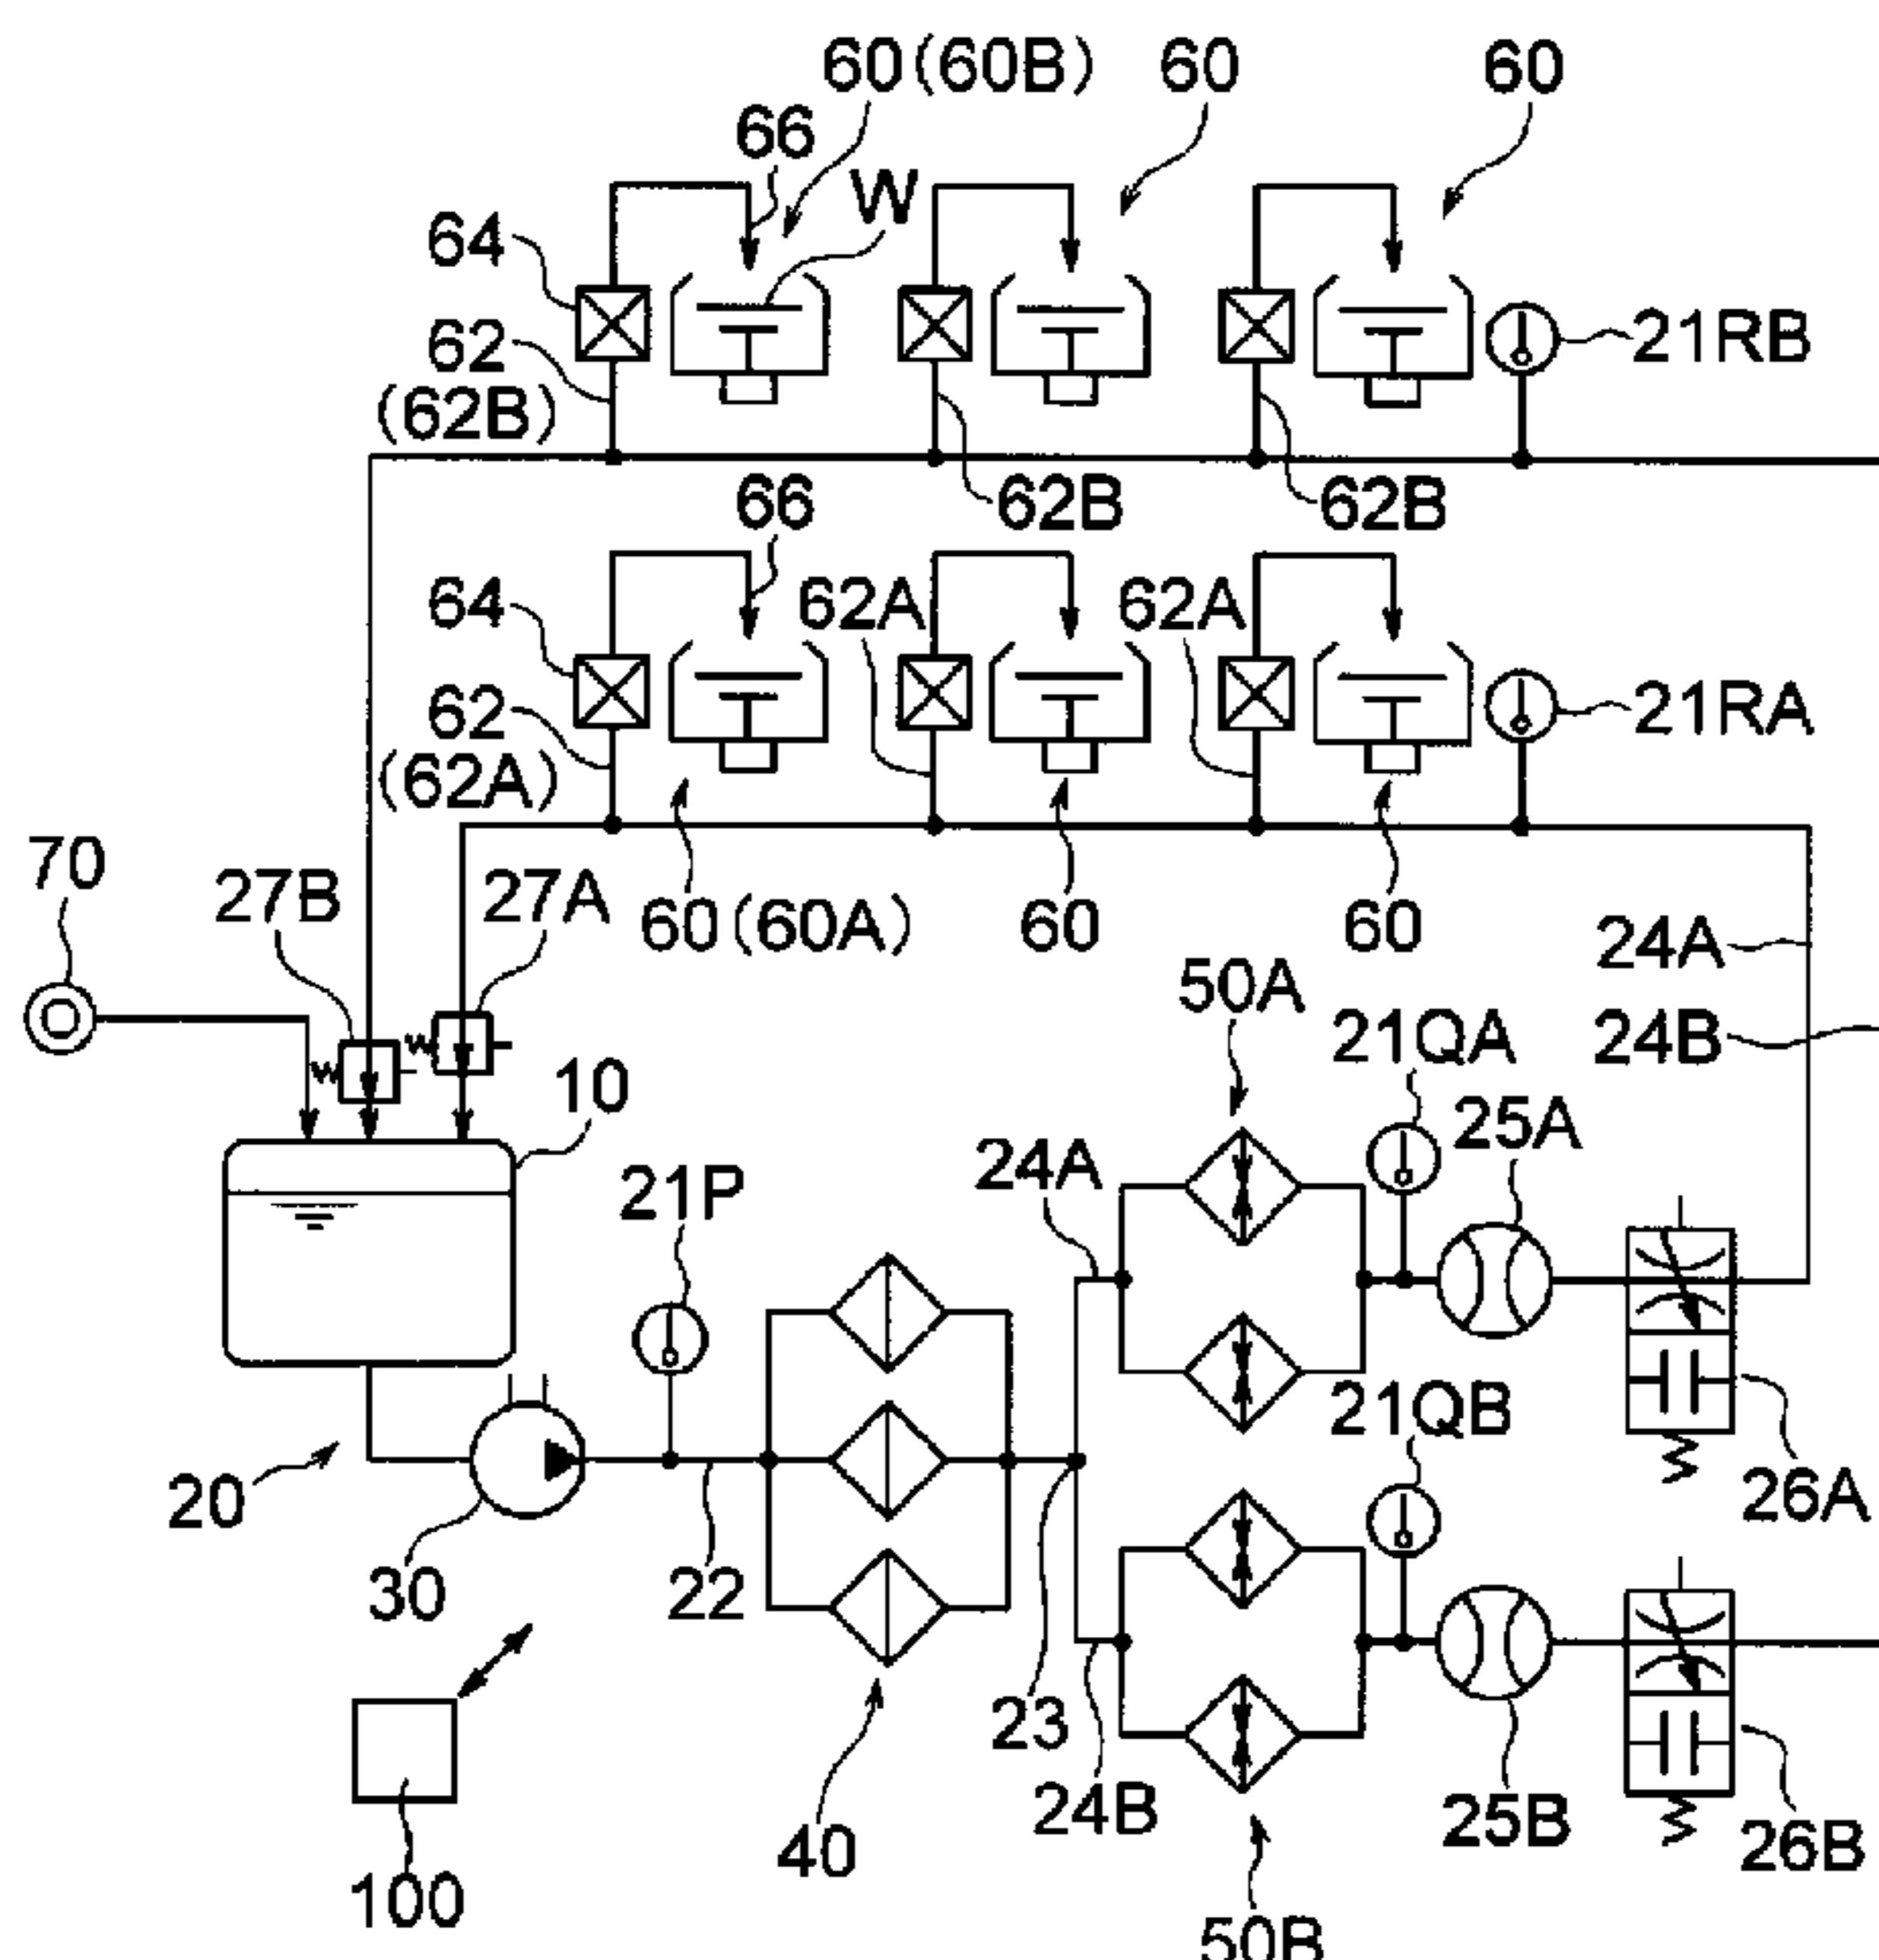 60(60B) 60 60
66 W
64
62 21RB
(62B)
62B 62B
66
64 62A 62A
62 21RA
(62A)
70 27B 27A
60(60A) 60 60
24A
50A
21QA 24B
10 25A
24A
21P
21QB
20 26A
30 22
23
24B 25B
40 26B
100
50B